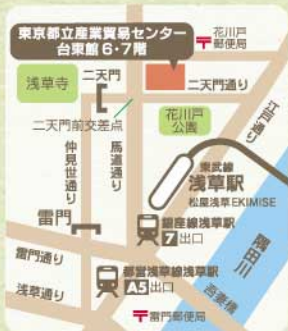 東京都立産業貿易センター
台東館 6・7階
花川戸
郵便局
浅草寺
二天門
二天門通り
二天門前交差点
花川戸
公園
江戸通り
仲見世通り
馬道通り
東武線
浅草駅
松屋浅草 EKIMISE
雷門
銀座線浅草駅
7 出口
隅田川
雷門通り
都営浅草線浅草駅
A5 出口
浅草通り
吾妻橋
雷門郵便局